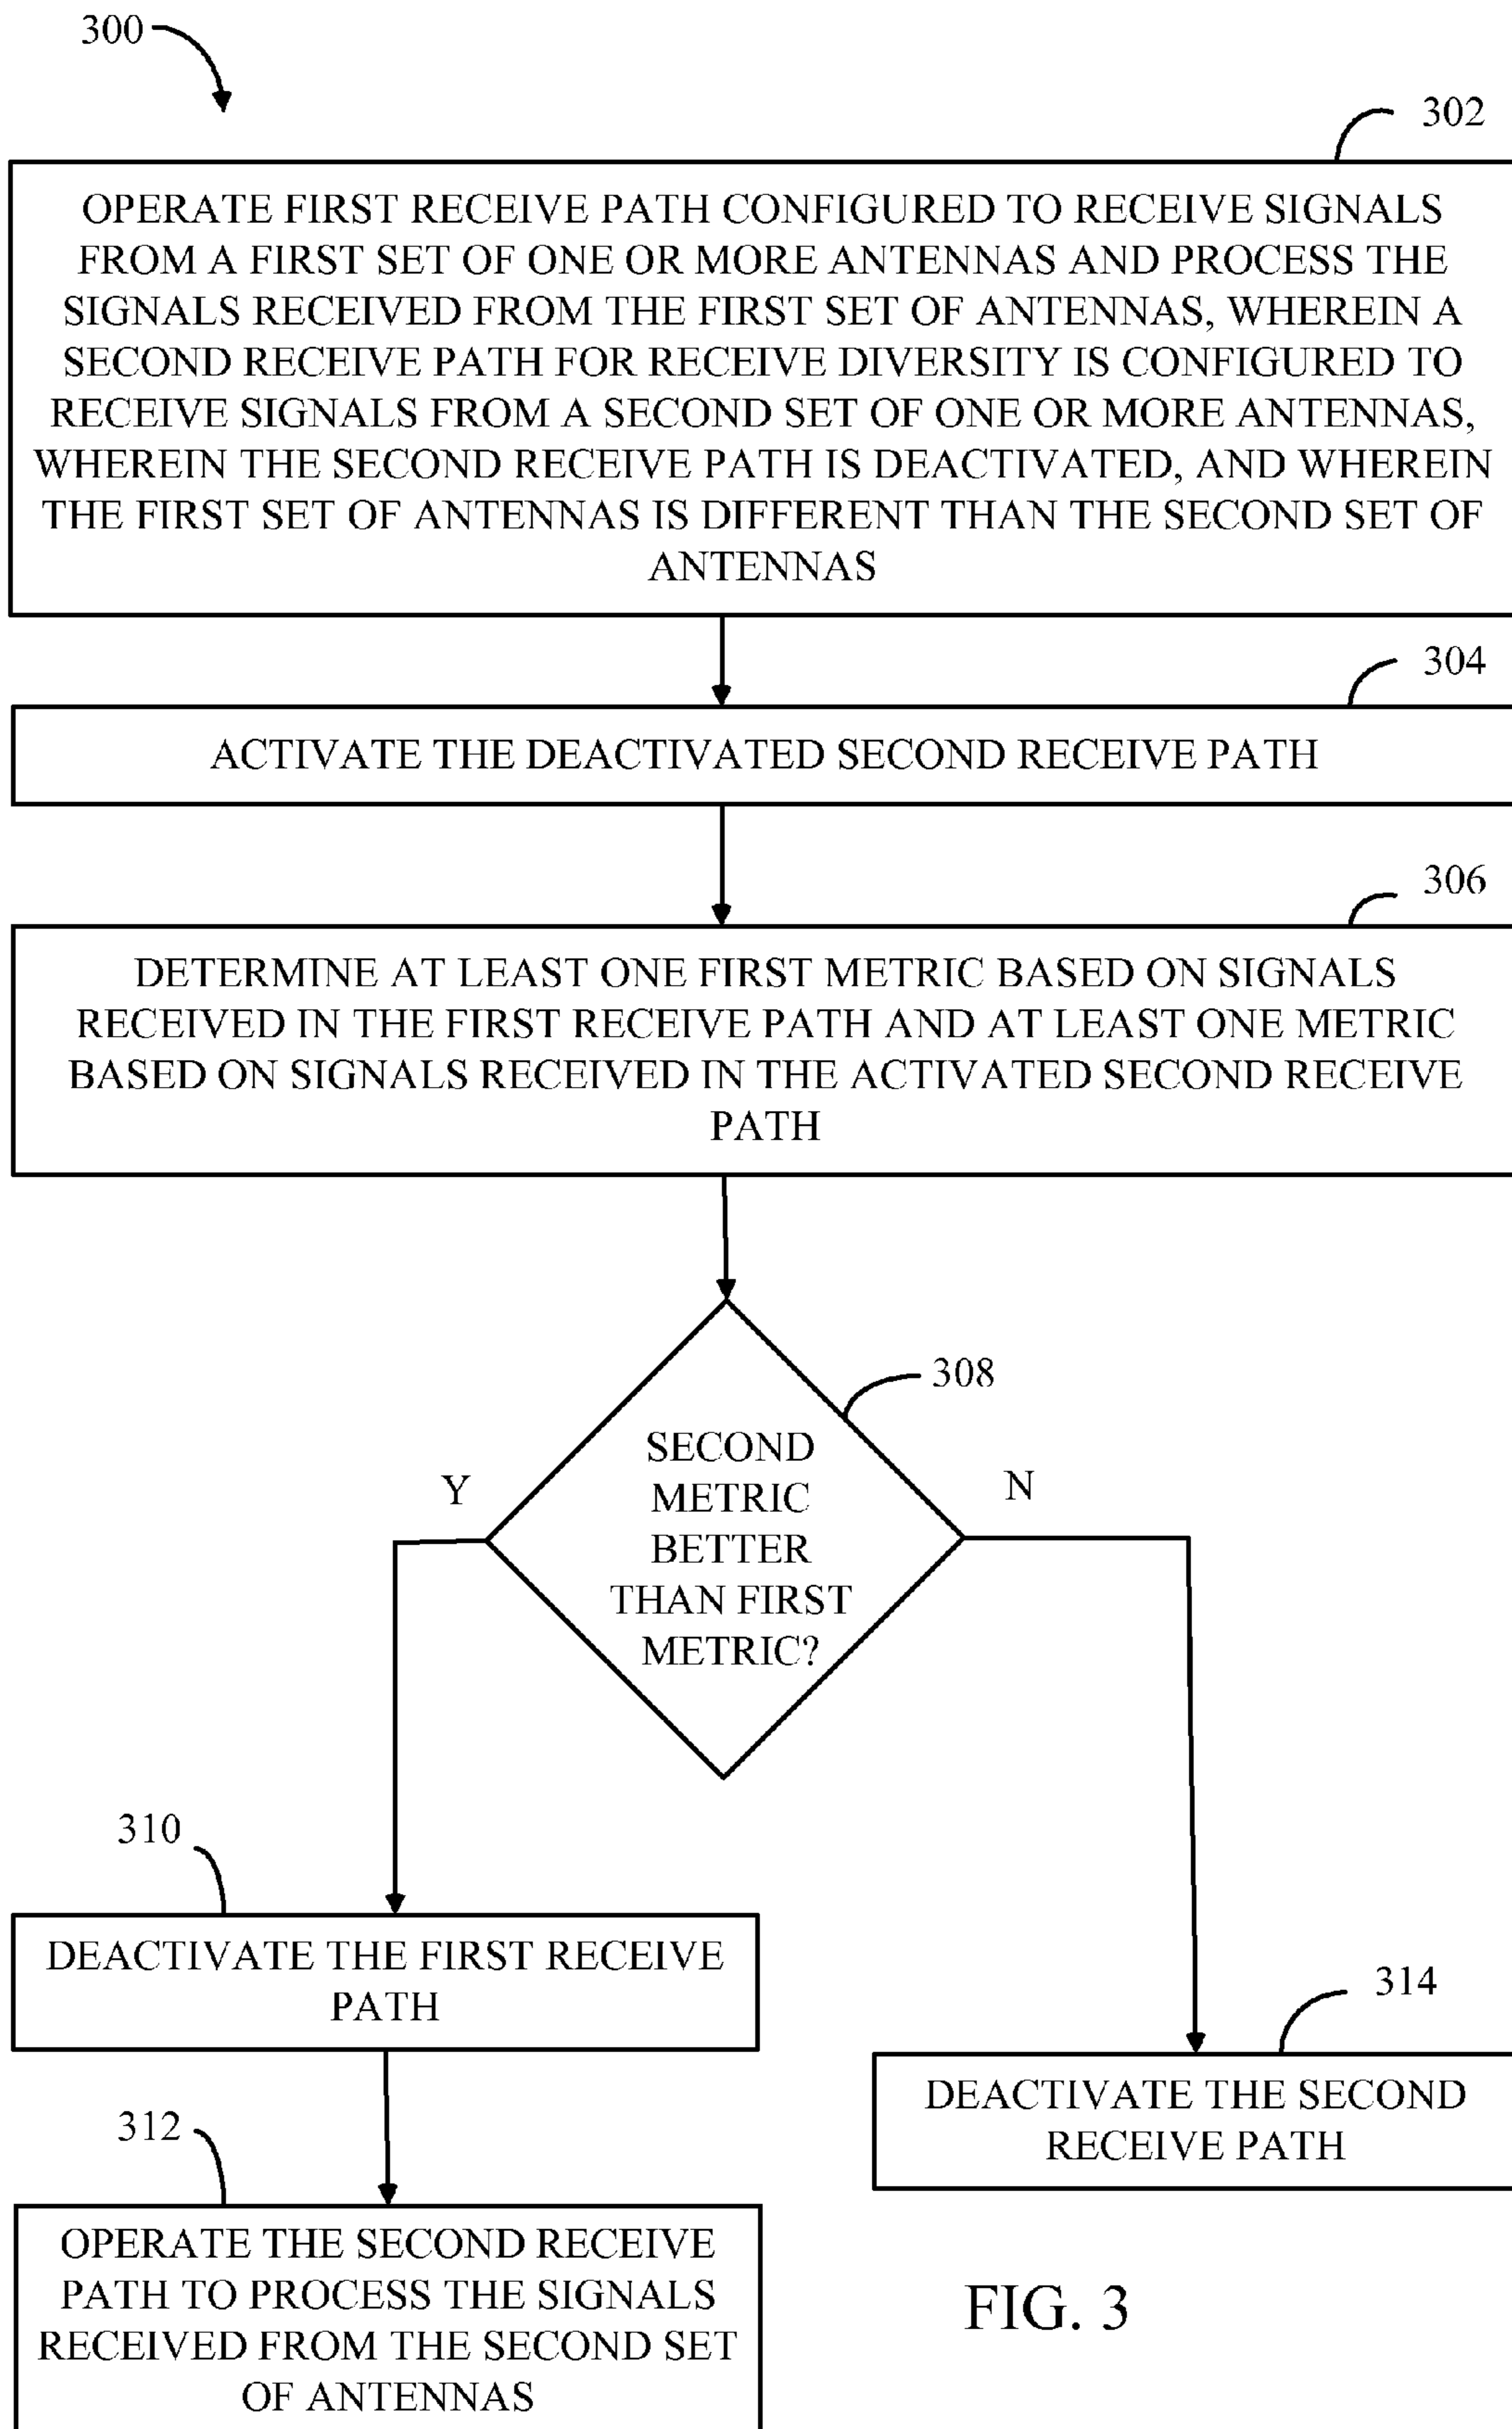 300
302
OPERATE FIRST RECEIVE PATH CONFIGURED TO RECEIVE SIGNALS
FROM A FIRST SET OF ONE OR MORE ANTENNAS AND PROCESS THE
SIGNALS RECEIVED FROM THE FIRST SET OF ANTENNAS, WHEREIN A
SECOND RECEIVE PATH FOR RECEIVE DIVERSITY IS CONFIGURED TO
RECEIVE SIGNALS FROM A SECOND SET OF ONE OR MORE ANTENNAS,
WHEREIN THE SECOND RECEIVE PATH IS DEACTIVATED, AND WHEREIN
THE FIRST SET OF ANTENNAS IS DIFFERENT THAN THE SECOND SET OF
ANTENNAS
304
ACTIVATE THE DEACTIVATED SECOND RECEIVE PATH
306
DETERMINE AT LEAST ONE FIRST METRIC BASED ON SIGNALS
RECEIVED IN THE FIRST RECEIVE PATH AND AT LEAST ONE METRIC
BASED ON SIGNALS RECEIVED IN THE ACTIVATED SECOND RECEIVE
PATH
308
SECOND
METRIC
BETTER
THAN FIRST
METRIC?
Y
N
310
DEACTIVATE THE FIRST RECEIVE
PATH
314
DEACTIVATE THE SECOND
RECEIVE PATH
312
OPERATE THE SECOND RECEIVE
PATH TO PROCESS THE SIGNALS
RECEIVED FROM THE SECOND SET
OF ANTENNAS
FIG. 3